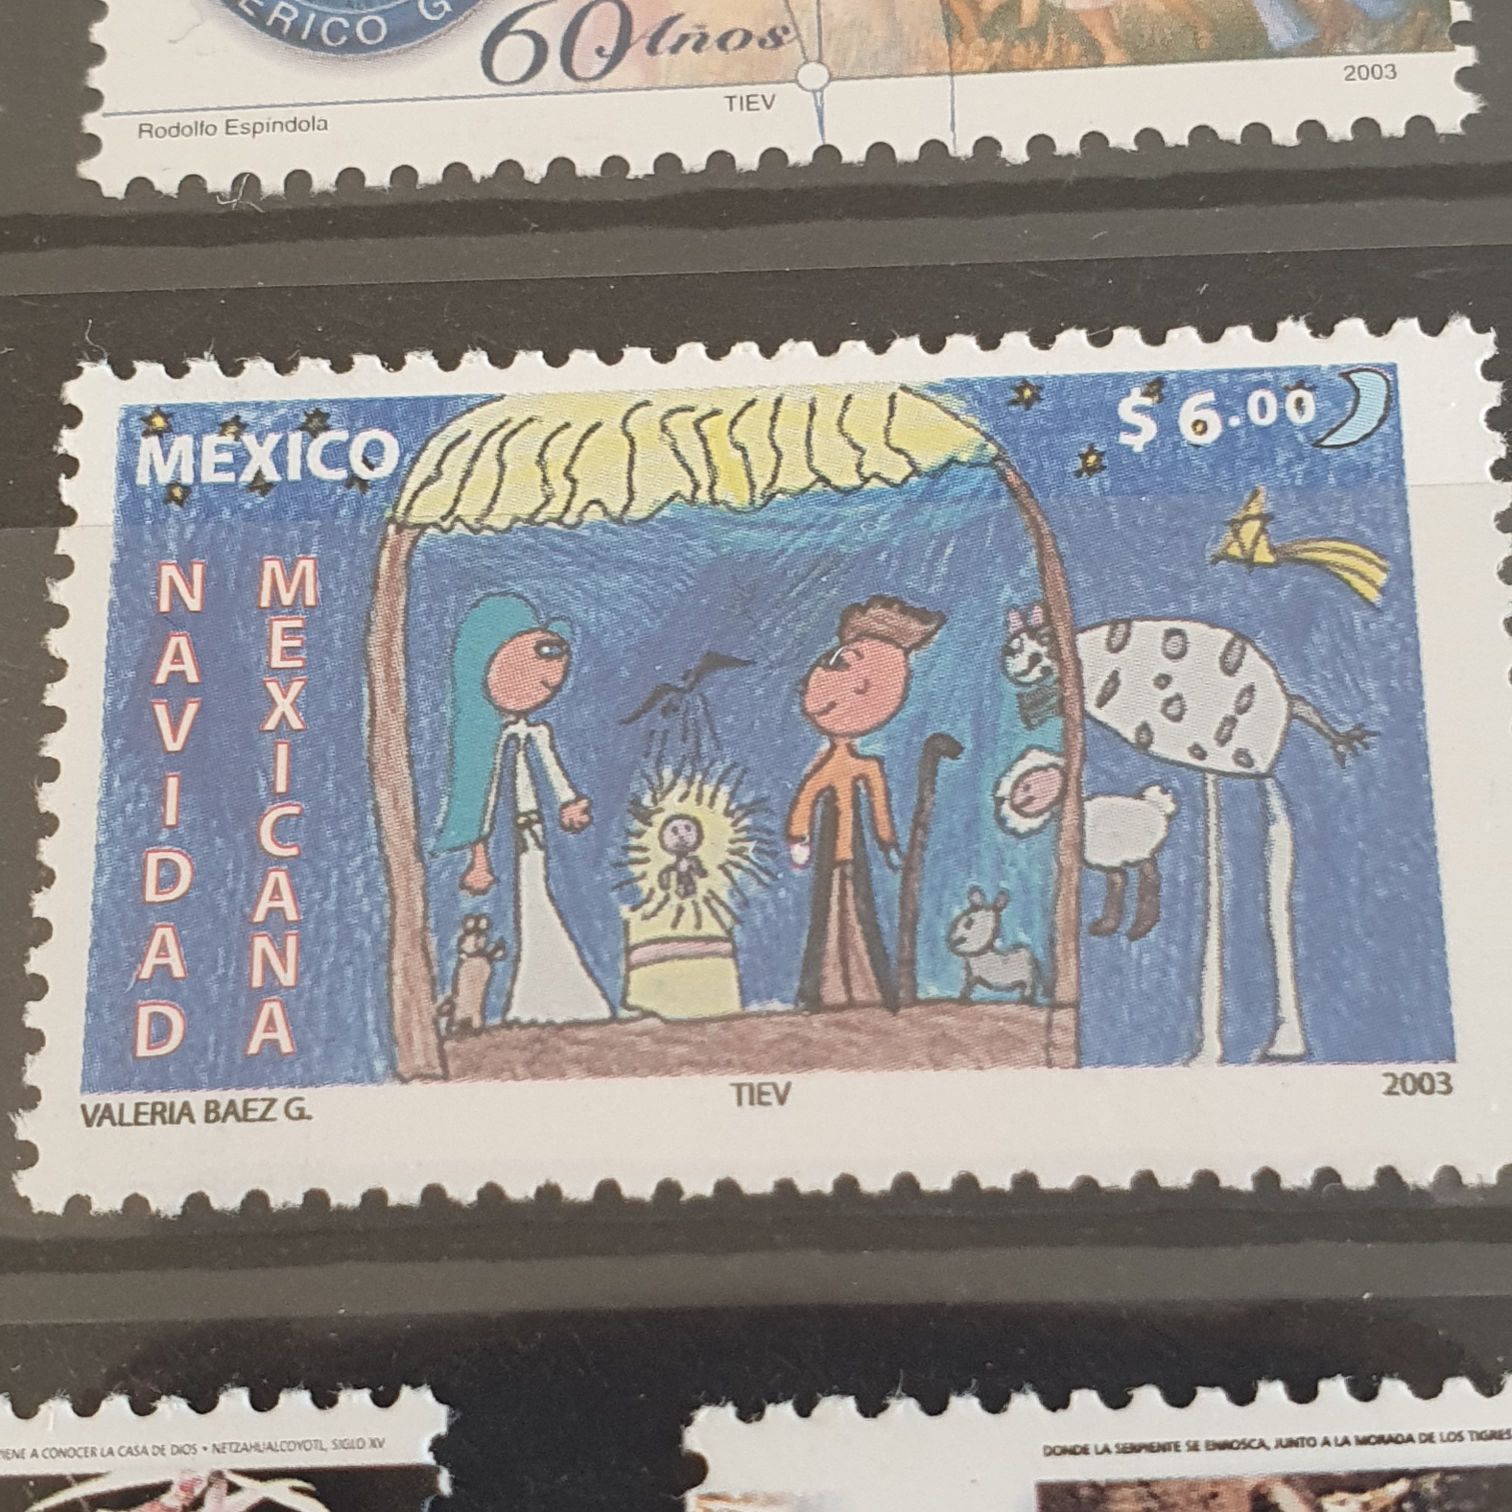 ERICO G
60 Años
Rodolfo Espíndola
TIEV
2003
MEXICO
$ 6.00
NAVIDAD
MEXICANA
VALERIA BAEZ G.
TIEV
2003
IENE A CONOCER LA CASA DE DIOS • NETZAHUALCOYOTL, SIGLO XV
DONDE LA SERPIENTE SE ENROSCA, JUNTO A LA MORADA DE LOS TIGRES